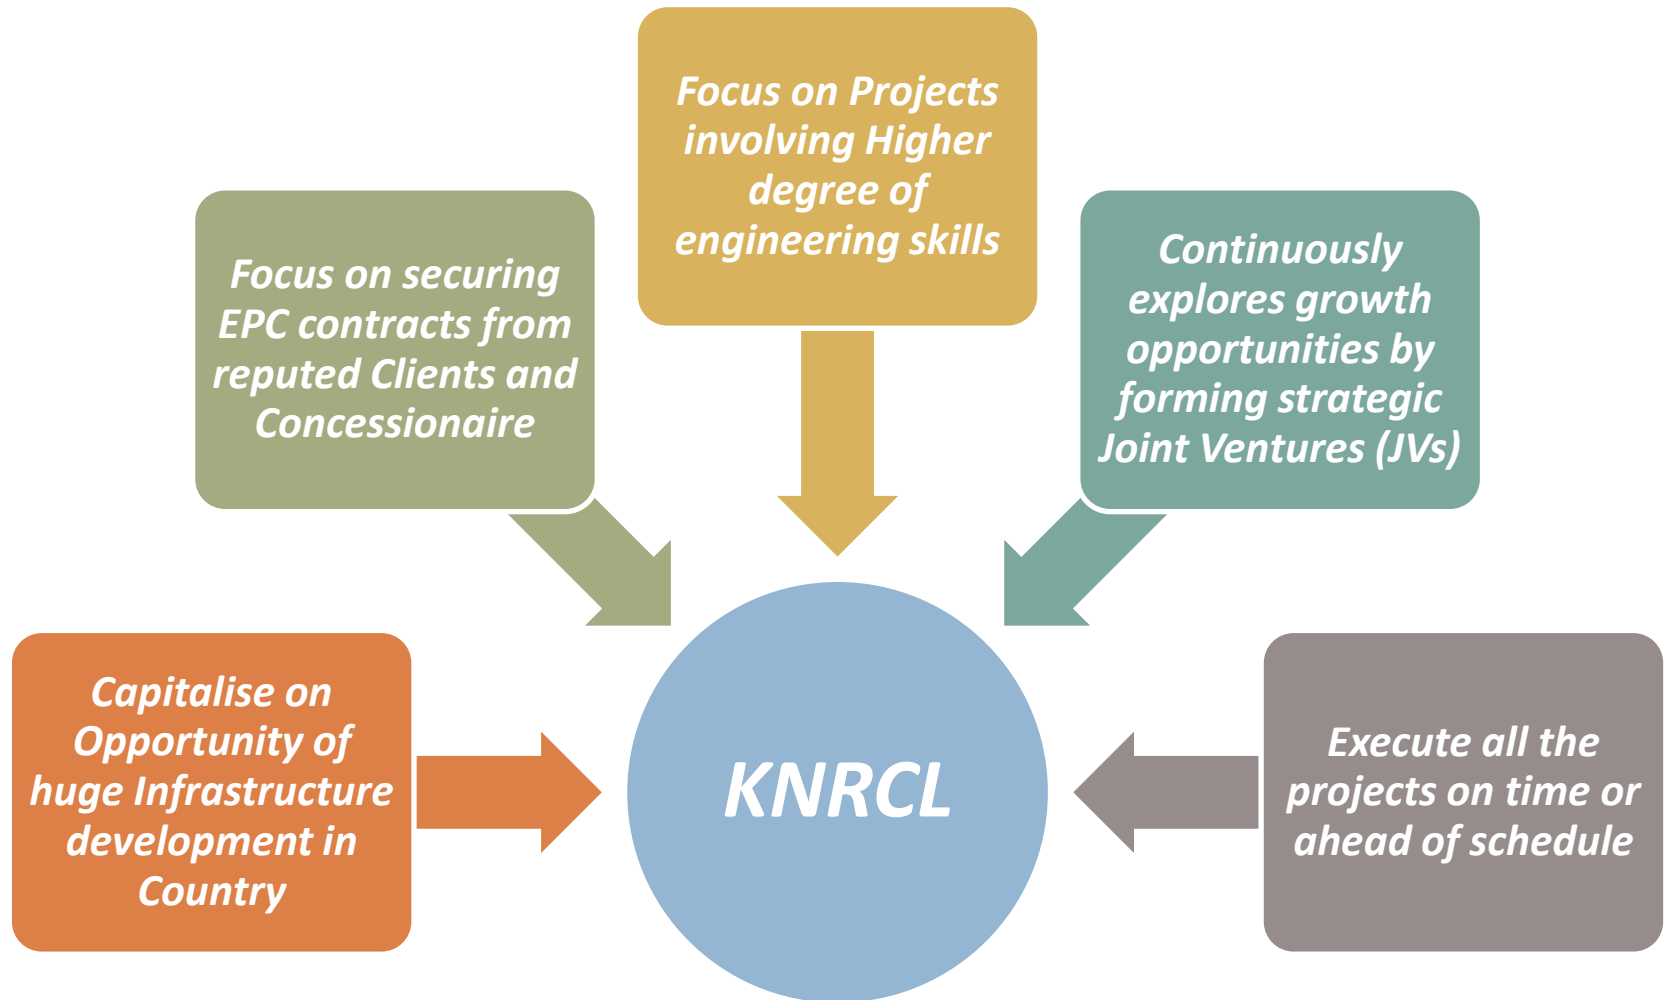 Focus on Projects
involving Higher
degree of
engineering skills
Focus on securing
EPC contracts from
reputed Clients and
Concessionaire
Continuously
explores growth
opportunities by
forming strategic
Joint Ventures (JVs)
Capitalise on
Opportunity of
huge Infrastructure
development in
Country
KNRCL
Execute all the
projects on time or
ahead of schedule